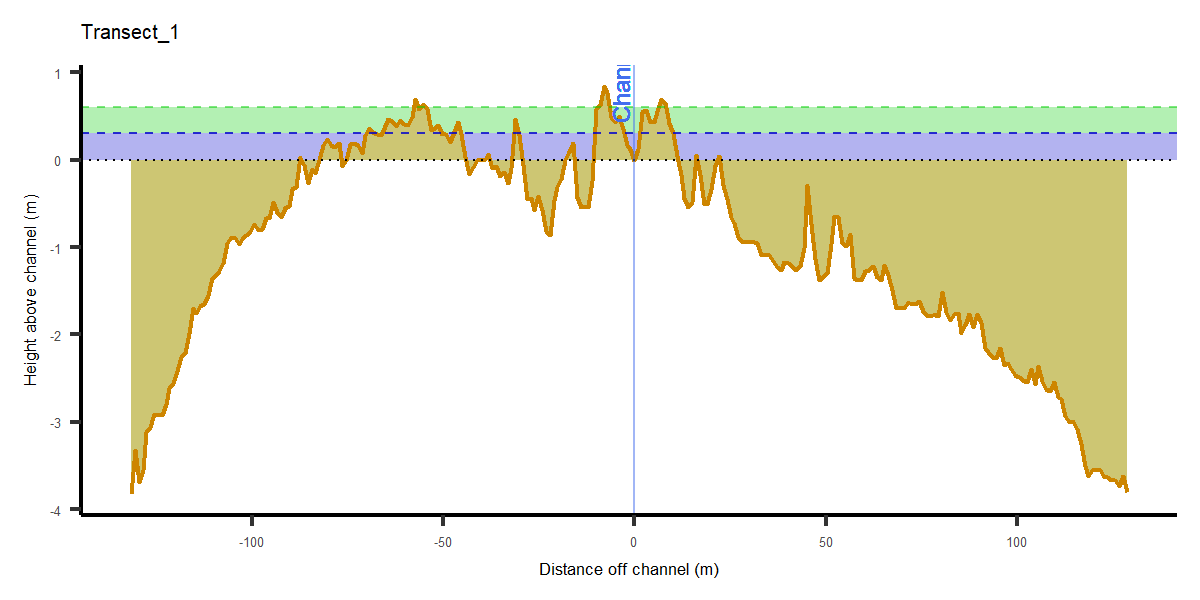 Transect_1
Chan
Height above channel (m)
1
0
-1
-2
-3
-4
-100
-50
0
50
100
Distance off channel (m)